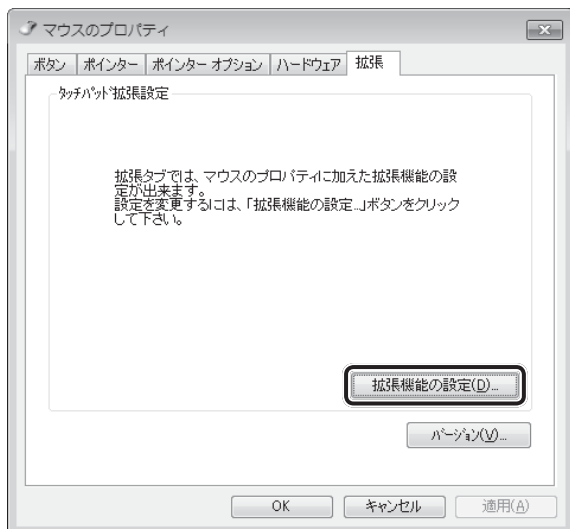 マウスのプロパティ
ボタン ポインター ポインター オプション ハードウェア 拡張
ﾀｯﾁﾊﾟｯﾄﾞ拡張設定
拡張タブでは、マウスのプロパティに加えた拡張機能の設
定が出来ます。
設定を変更するには、「拡張機能の設定...」ボタンをクリック
して下さい。
拡張機能の設定(D)...
ﾊﾞｰｼﾞｮﾝ(V)...
OK キャンセル 適用(A)